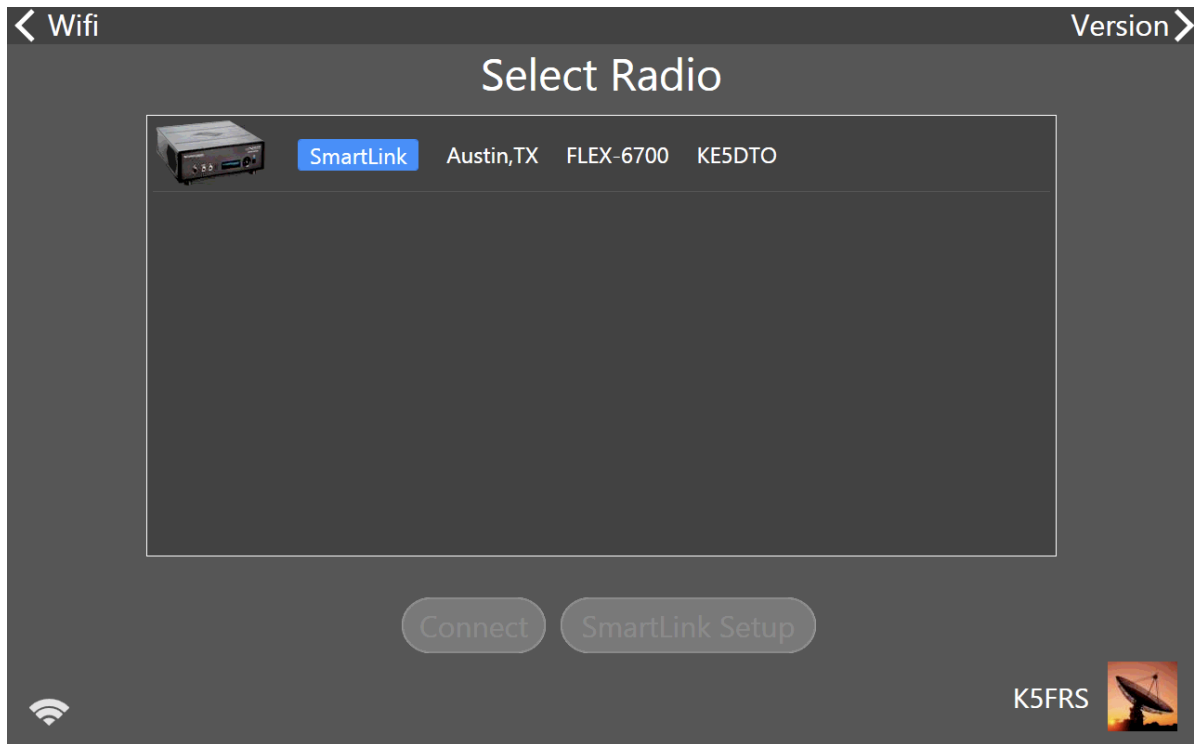 Wifi Version
Select Radio
SmartLink Austin,TX FLEX-6700 KE5DTO
Connect SmartLink Setup
K5FRS